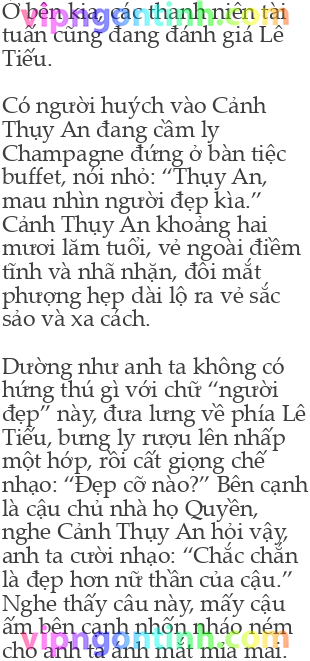 Ở bên kia, các thanh niên tài
tuấn cũng đang đánh giá Lê
Tiếu.
Có người huých vào Cảnh
Thụy An đang cầm ly
Champagne đứng ở bàn tiệc
buffet, nói nhỏ: “Thụy An,
mau nhìn người đẹp kìa.”
Cảnh Thụy An khoảng hai
mươi lăm tuổi, vẻ ngoài điềm
tĩnh và nhã nhặn, đôi mắt
phượng hẹp dài lộ ra vẻ sắc
sảo và xa cách.
Dường như anh ta không có
hứng thú gì với chữ “người
đẹp” này, đưa lưng về phía Lê
Tiếu, bưng ly rượu lên nhấp
một hớp, rồi cất giọng chế
nhạo: “Đẹp cỡ nào?” Bên cạnh
là cậu chủ nhà họ Quyền,
nghe Cảnh Thụy An hỏi vậy,
anh ta cười nhạo: “Chắc chắn
là đẹp hơn nữ thần của cậu.”
Nghe thấy câu này, mấy cậu
ấm bên cạnh nhốn nháo ném
cho anh ta ánh mắt mỉa mai.
vipngontinh.com
vipngontinh.com